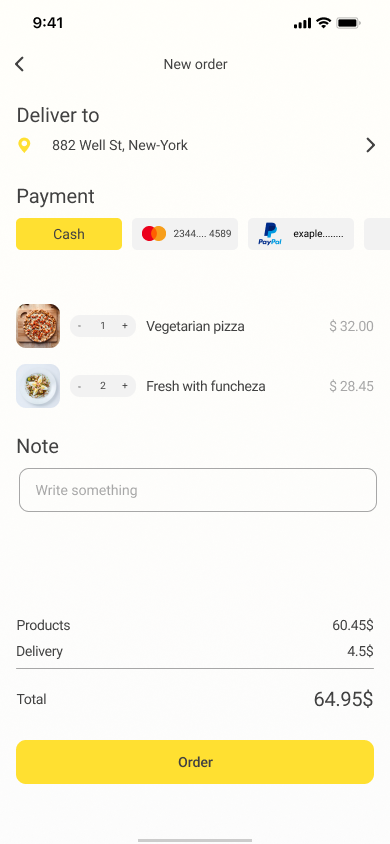 9:41
New order
Deliver to
882 Well St, New-York
Payment
Cash
2344.... 4589
PayPal
exaple........
- 1 + Vegetarian pizza $ 32.00
- 2 + Fresh with funcheza $ 28.45
Note
Write something
Products 60.45$
Delivery 4.5$
Total 64.95$
Order